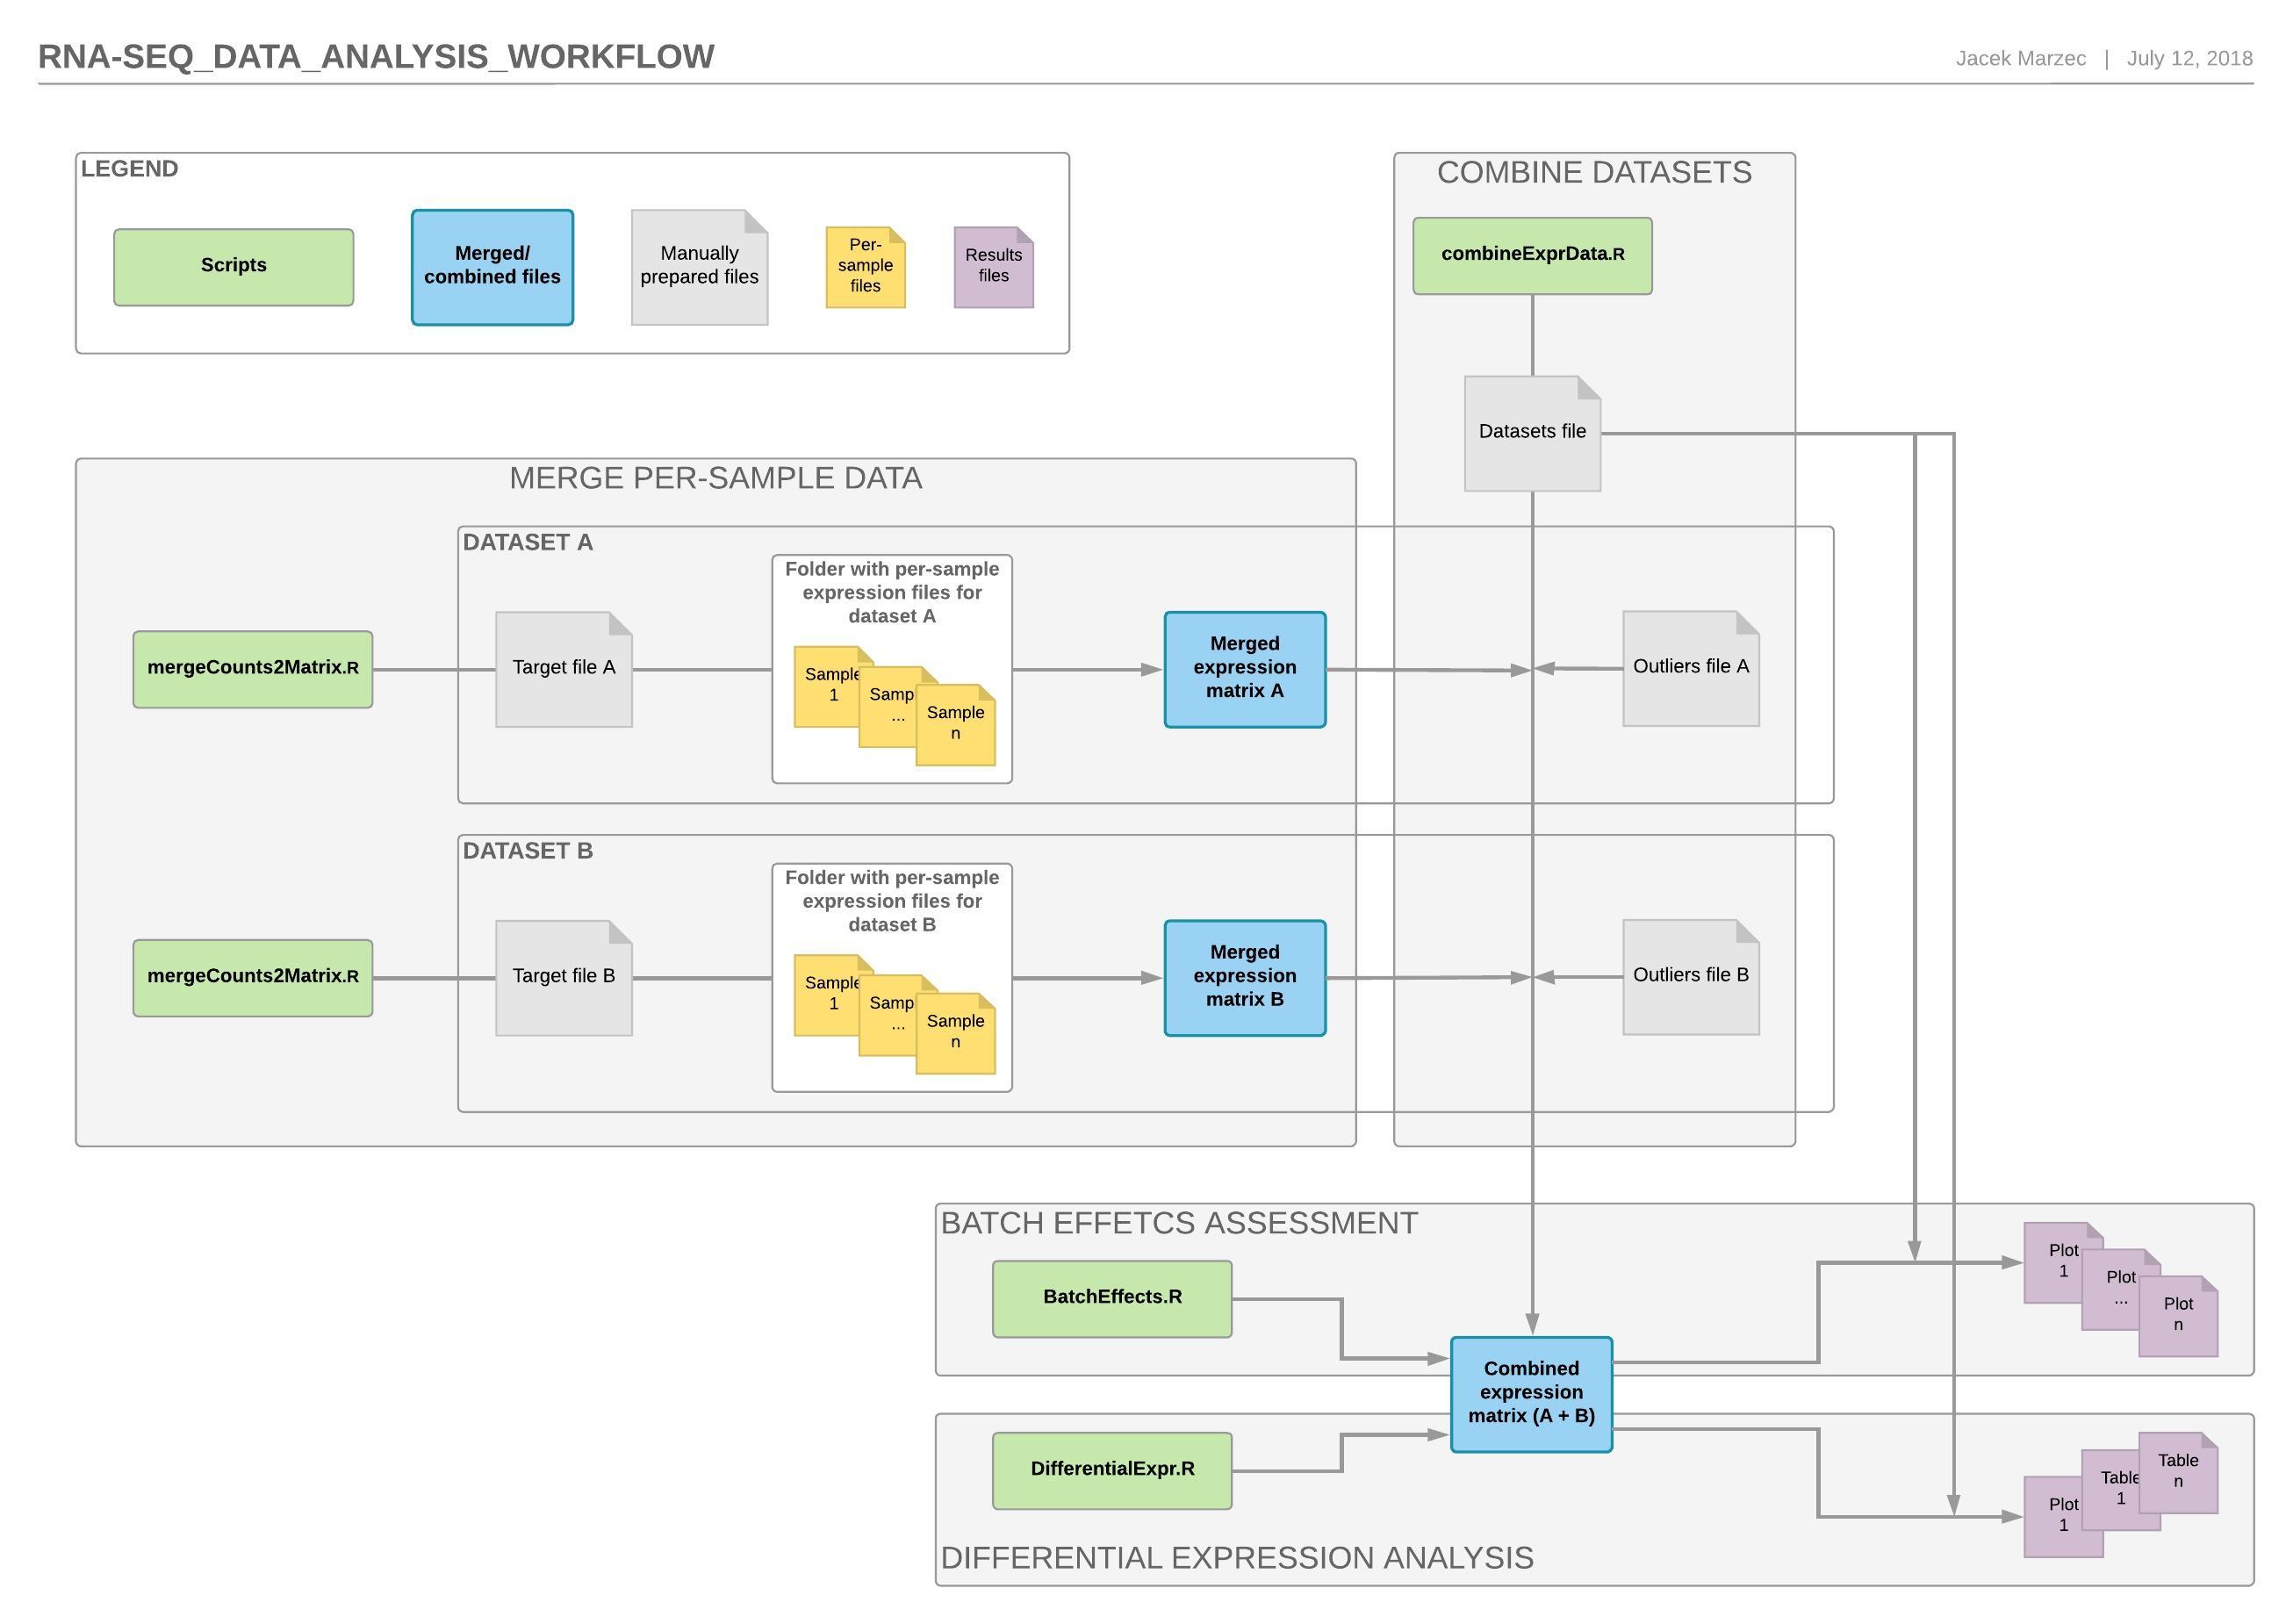 RNA-SEQ_DATA_ANALYSIS_WORKFLOW
Jacek Marzec | July 12, 2018
LEGEND
Scripts
Merged/
combined files
Manually
prepared files
Per-
sample
files
Results
files
COMBINE DATASETS
combineExprData.R
Datasets file
MERGE PER-SAMPLE DATA
DATASET A
mergeCounts2Matrix.R
Target file A
Folder with per-sample
expression files for
dataset A
Sample
1
Samp
...
Sample
n
Merged
expression
matrix A
Outliers file A
DATASET B
mergeCounts2Matrix.R
Target file B
Folder with per-sample
expression files for
dataset B
Sample
1
Samp
...
Sample
n
Merged
expression
matrix B
Outliers file B
BATCH EFFETCS ASSESSMENT
BatchEffects.R
Combined
expression
matrix (A + B)
Plot
1
Plot
...
Plot
n
DifferentialExpr.R
Plot
1
Table
1
Table
n
DIFFERENTIAL EXPRESSION ANALYSIS